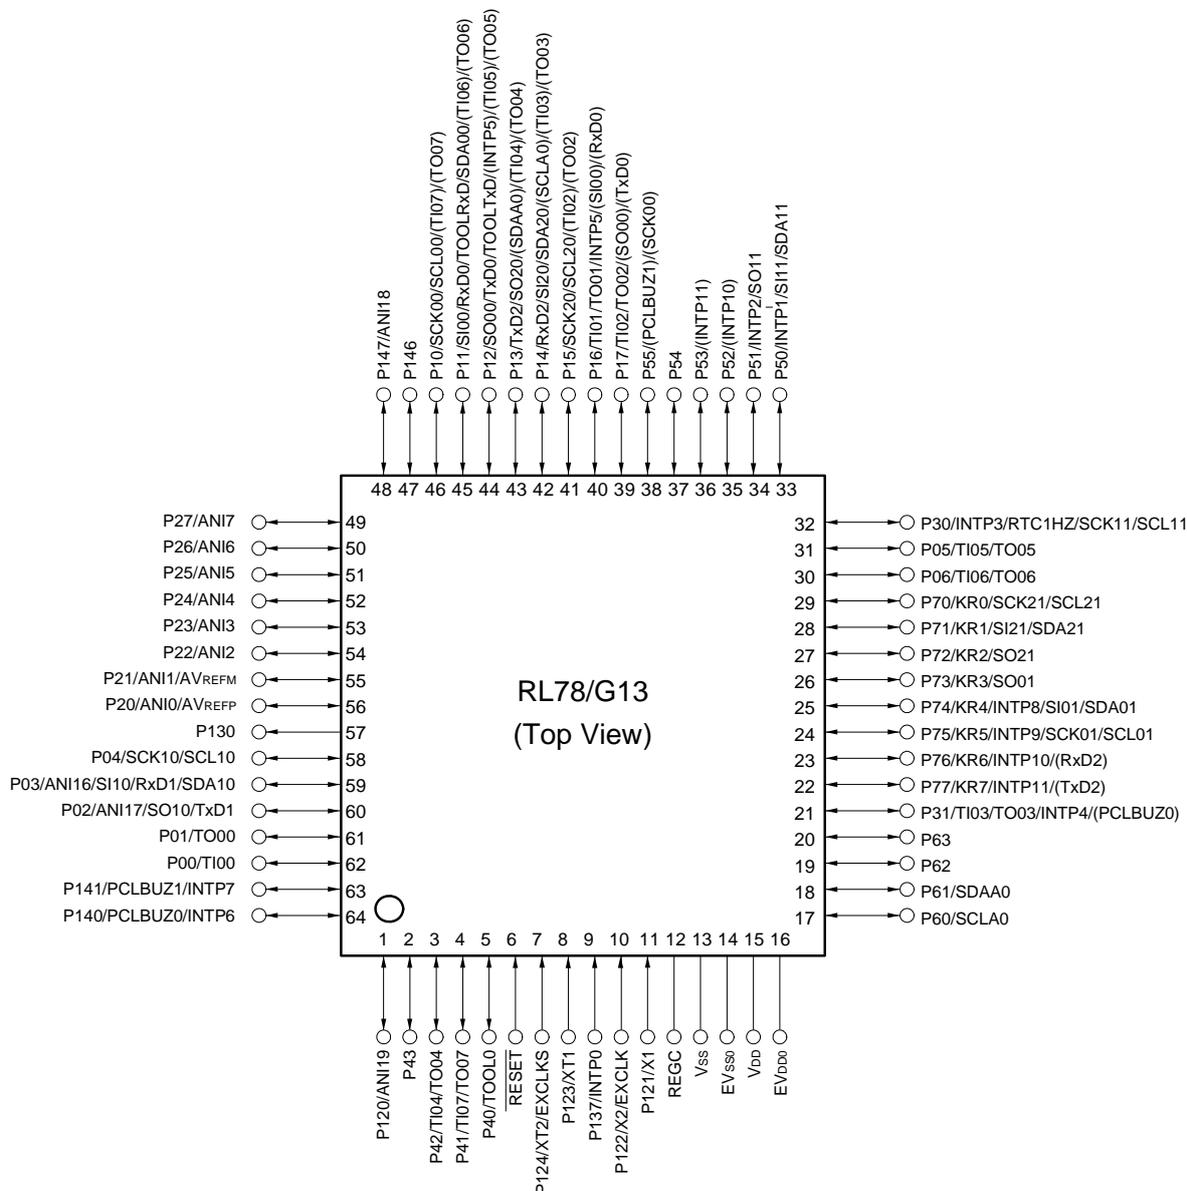 P147/ANI18
P146
P10/SCK00/SCL00/(TI07)/(TO07)
P11/SI00/RxD0/TOOLRxD/SDA00/(TI06)/(TO06)
P12/SO00/TxD0/TOOLTxD/(INTP5)/(TI05)/(TO05)
P13/TxD2/SO20/(SDAA0)/(TI04)/(TO04)
P14/RxD2/SI20/SDA20/(SCLA0)/(TI03)/(TO03)
P15/SCK20/SCL20/(TI02)/(TO02)
P16/TI01/TO01/INTP5/(SI00)/(RxD0)
P17/TI02/TO02/(SO00)/(TxD0)
P55/(PCLBUZ1)/(SCK00)
P54
P53/(INTP11)
P52/(INTP10)
P51/INTP2/SO11
P50/INTP1/SI11/SDA11
48 47 46 45 44 43 42 41 40 39 38 37 36 35 34 33
P27/ANI7 49
P26/ANI6 50
P25/ANI5 51
P24/ANI4 52
P23/ANI3 53
P22/ANI2 54
P21/ANI1/AVREFM 55
P20/ANI0/AVREFP 56
P130 57
P04/SCK10/SCL10 58
P03/ANI16/SI10/RxD1/SDA10 59
P02/ANI17/SO10/TxD1 60
P01/TO00 61
P00/TI00 62
P141/PCLBUZ1/INTP7 63
P140/PCLBUZ0/INTP6 64
RL78/G13
(Top View)
32 P30/INTP3/RTC1HZ/SCK11/SCL11
31 P05/TI05/TO05
30 P06/TI06/TO06
29 P70/KR0/SCK21/SCL21
28 P71/KR1/SI21/SDA21
27 P72/KR2/SO21
26 P73/KR3/SO01
25 P74/KR4/INTP8/SI01/SDA01
24 P75/KR5/INTP9/SCK01/SCL01
23 P76/KR6/INTP10/(RxD2)
22 P77/KR7/INTP11/(TxD2)
21 P31/TI03/TO03/INTP4/(PCLBUZ0)
20 P63
19 P62
18 P61/SDAA0
17 P60/SCLA0
1 2 3 4 5 6 7 8 9 10 11 12 13 14 15 16
P120/ANI19
P43
P42/TI04/TO04
P41/TI07/TO07
P40/TOOL0
RESET
P124/XT2/EXCLKS
P123/XT1
P137/INTP0
P122/X2/EXCLK
P121/X1
REGC
VSS
EVSS0
VDD
EVDD0